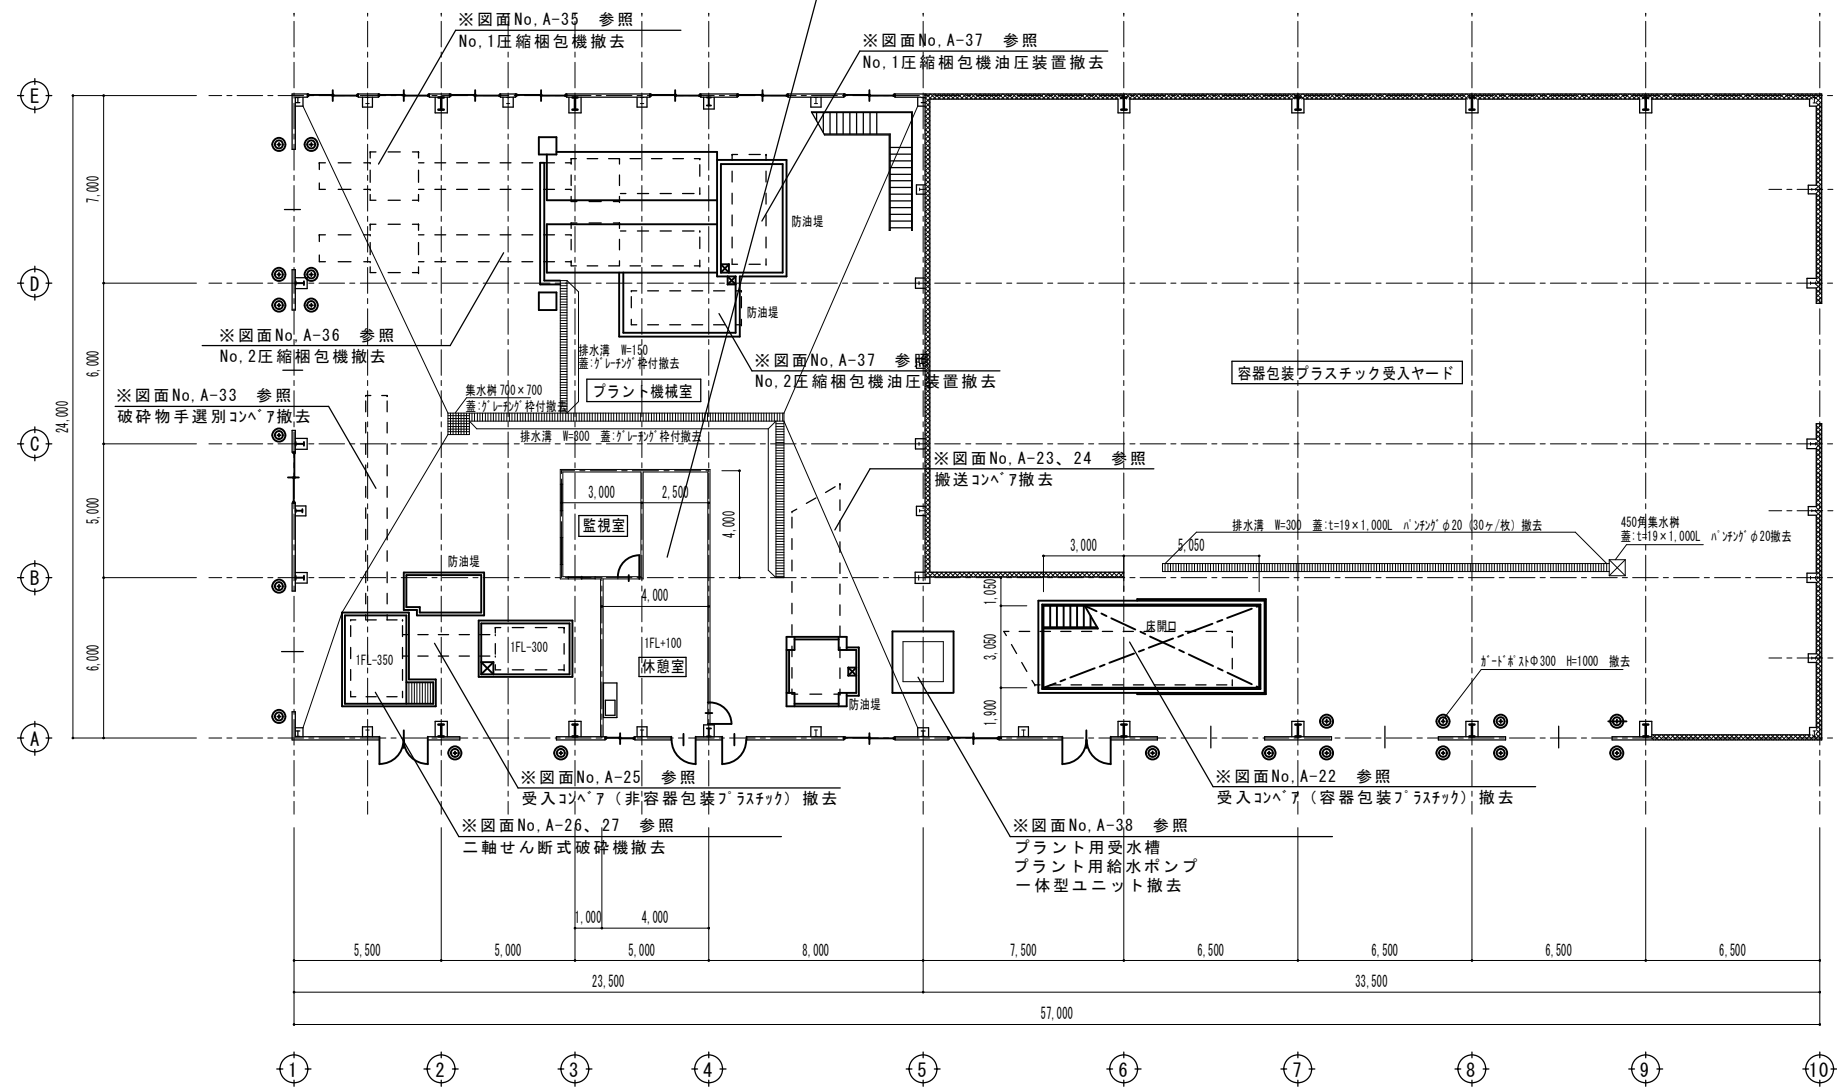 ※図面No,A-35　参照
No,1圧縮梱包機撤去
※図面No,A-37　参照
No,1圧縮梱包機油圧装置撤去
E
D
C
B
A
7,000
6,000
5,000
6,000
24,000
防油堤
防油堤
※図面No,A-36　参照
No,2圧縮梱包機撤去
排水溝　W=150
蓋:グレーチング枠付撤去
※図面No,A-37　参照
No,2圧縮梱包機油圧装置撤去
プラント機械室
容器包装プラスチック受入ヤード
集水桝700×700
蓋:グレーチング枠付撤去
※図面No,A-33　参照
破砕物手選別コンベア撤去
排水溝　W=300　蓋:グレーチング枠付撤去
※図面No,A-23、24　参照
搬送コンベア撤去
3,000
2,500
監視室
4,000
排水溝　W=300　蓋:t=19×1,000L　パンチングφ20（30ヶ/枚）撤去
450角集水桝
蓋:t=19×1,000L　パンチングφ20撤去
3,000
5,050
防油堤
4,000
1,050
3,050
1,900
床開口
1FL-350
1FL-300
1FL+100
休憩室
防油堤
ガードポストΦ300　H=1000　撤去
※図面No,A-25　参照
受入コンベア（非容器包装プラスチック）撤去
※図面No,A-22　参照
受入コンベア（容器包装プラスチック）撤去
※図面No,A-26、27　参照
二軸せん断式破砕機撤去
※図面No,A-38　参照
プラント用受水槽
プラント用給水ポンプ
一体型ユニット撤去
1,000
4,000
5,500
5,000
5,000
8,000
7,500
6,500
6,500
6,500
6,500
23,500
33,500
57,000
1
2
3
4
5
6
7
8
9
10